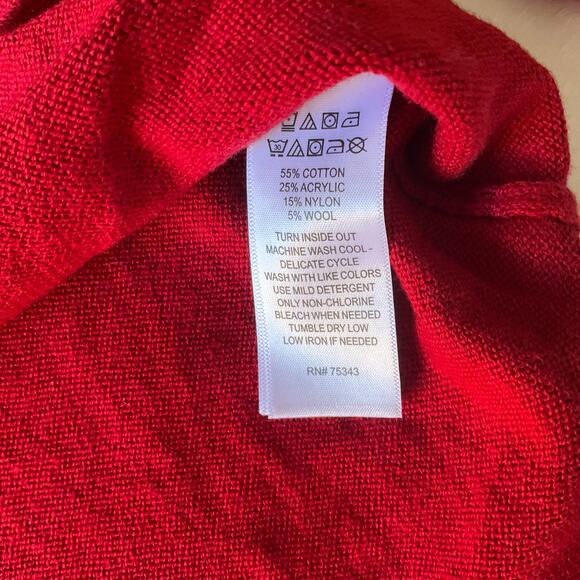 30
55% COTTON
25% ACRYLIC
15% NYLON
5% WOOL
TURN INSIDE OUT
MACHINE WASH COOL -
DELICATE CYCLE
WASH WITH LIKE COLORS
USE MILD DETERGENT
ONLY NON-CHLORINE
BLEACH WHEN NEEDED
TUMBLE DRY LOW
LOW IRON IF NEEDED
RN# 75343